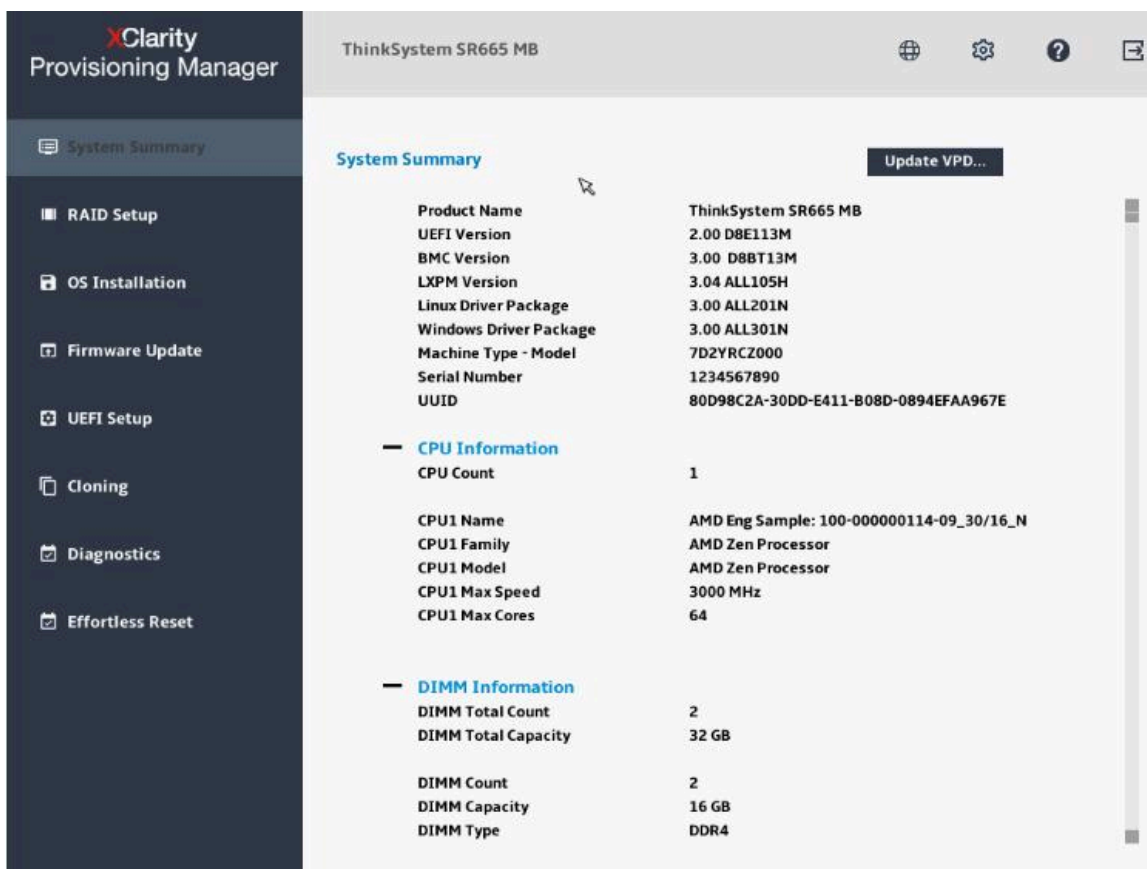 XClarity
Provisioning Manager
ThinkSystem SR665 MB
System Summary
RAID Setup
OS Installation
Firmware Update
UEFI Setup
Cloning
Diagnostics
Effortless Reset
System Summary
Update VPD...
Product Name ThinkSystem SR665 MB
UEFI Version 2.00 D8E113M
BMC Version 3.00 D8BT13M
LXPM Version 3.04 ALL105H
Linux Driver Package 3.00 ALL201N
Windows Driver Package 3.00 ALL301N
Machine Type - Model 7D2YRCZ000
Serial Number 1234567890
UUID 80D98C2A-30DD-E411-B08D-0894EFAA967E
CPU Information
CPU Count 1
CPU1 Name AMD Eng Sample: 100-000000114-09_30/16_N
CPU1 Family AMD Zen Processor
CPU1 Model AMD Zen Processor
CPU1 Max Speed 3000 MHz
CPU1 Max Cores 64
DIMM Information
DIMM Total Count 2
DIMM Total Capacity 32 GB
DIMM Count 2
DIMM Capacity 16 GB
DIMM Type DDR4